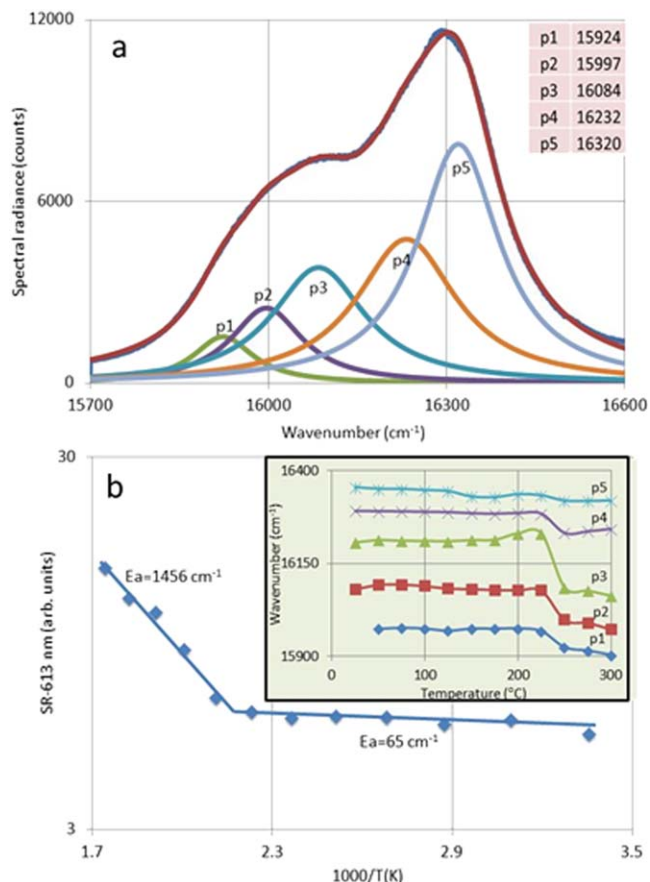 12000
a
p1 15924
p2 15997
p3 16084
p4 16232
p5 16320
Spectral radiance (counts)
6000
p5
p4
p3
p2
p1
0
15700 16000 16300 16600
Wavenumber (cm⁻¹)
30
b
Ea=1456 cm⁻¹
16400
p5
p4
Wavenumber (cm⁻¹)
16150
p3
p2
p1
15900
0 100 200 300
Temperature (°C)
SR-613 nm (arb. units)
Ea=65 cm⁻¹
3
1.7 2.3 2.9 3.5
1000/T(K)